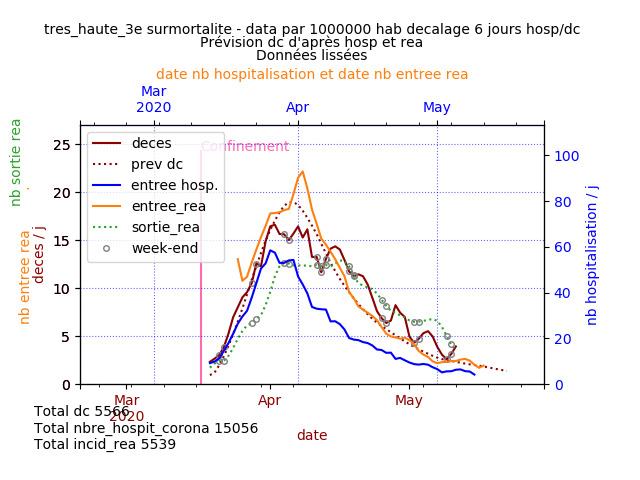 tres_haute_3e surmortalite - data par 1000000 hab decalage 6 jours hosp/dc
Prévision dc d'après hosp et rea
Données lissées
date nb hospitalisation et date nb entree rea
Mar
2020
Apr
May
nb sortie rea
.
nb entree rea
deces / j
25
20
15
10
5
0
Confinement
deces
prev dc
entree hosp.
entree_rea
sortie_rea
week-end
100
80
60
40
20
0
nb hospitalisation / j
Mar
2020
Apr
May
date
Total dc 5566
Total nbre_hospit_corona 15056
Total incid_rea 5539